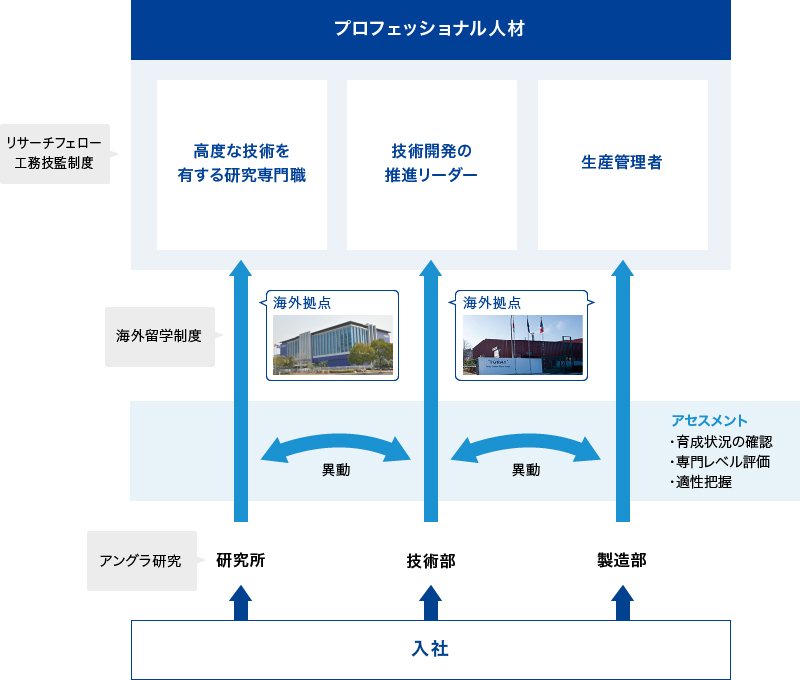 プロフェッショナル人材
リサーチフェロー
工務技監制度
高度な技術を
有する研究専門職
技術開発の
推進リーダー
生産管理者
海外留学制度
海外拠点
海外拠点
アセスメント
・育成状況の確認
・専門レベル評価
・適性把握
異動
異動
アングラ研究
研究所
技術部
製造部
入社